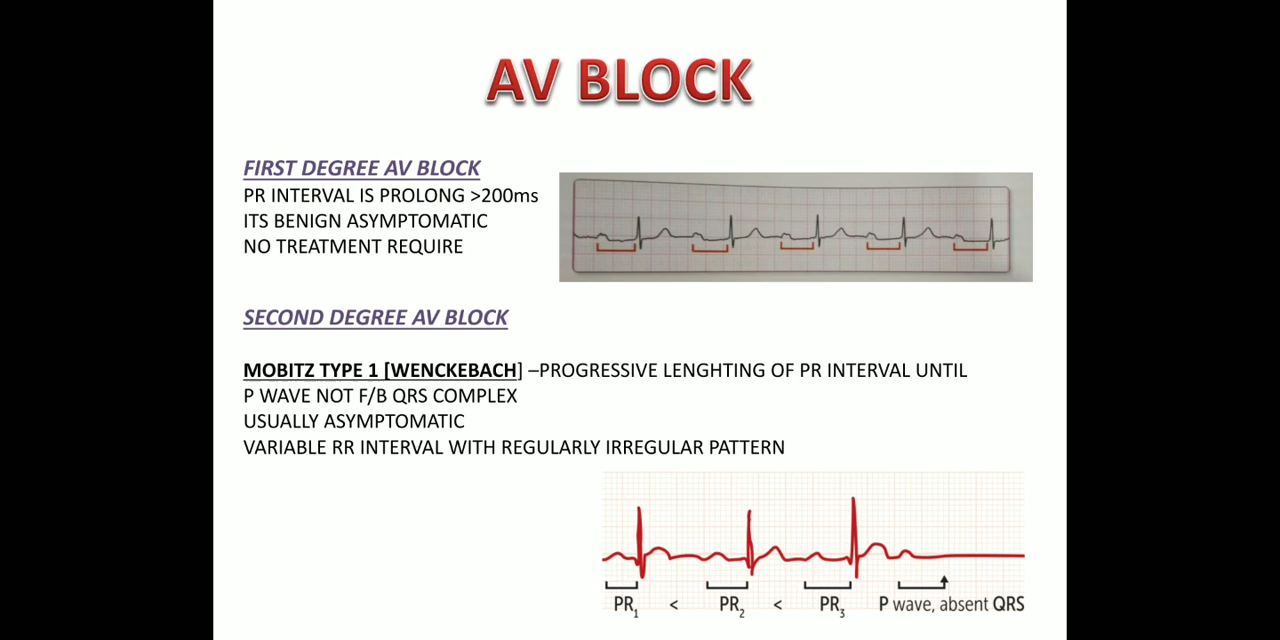 AV BLOCK
FIRST DEGREE AV BLOCK
PR INTERVAL IS PROLONG >200ms
ITS BENIGN ASYMPTOMATIC
NO TREATMENT REQUIRE
SECOND DEGREE AV BLOCK
MOBITZ TYPE 1 [WENCKEBACH] –PROGRESSIVE LENGHTING OF PR INTERVAL UNTIL
P WAVE NOT F/B QRS COMPLEX
USUALLY ASYMPTOMATIC
VARIABLE RR INTERVAL WITH REGULARLY IRREGULAR PATTERN
PR1 < PR2 < PR3 P wave, absent QRS